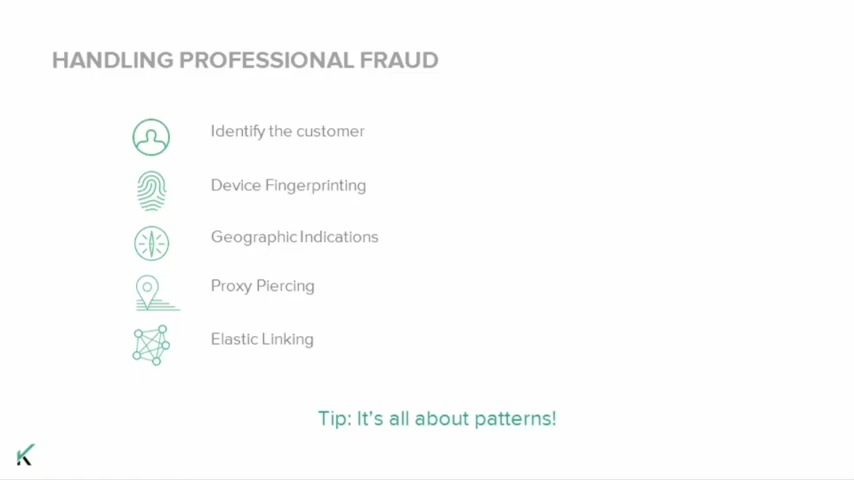 HANDLING PROFESSIONAL FRAUD
Identify the customer
Device Fingerprinting
Geographic Indications
Proxy Piercing
Elastic Linking
Tip: It's all about patterns!